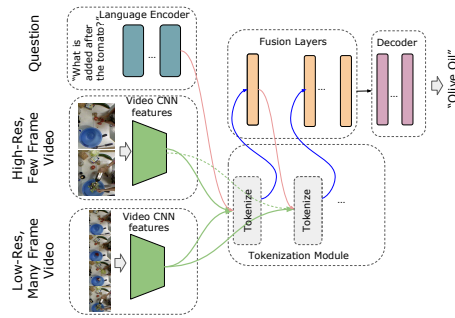 Question
"What is
added after
the tomato?"
Language Encoder
...
Fusion Layers
...
Decoder
...
"Olive Oil"
High-Res,
Few Frame,
Video
Video CNN
features
Tokenize
Tokenize
...
Tokenization Module
Low-Res,
Many Frame
Video
Video CNN
features